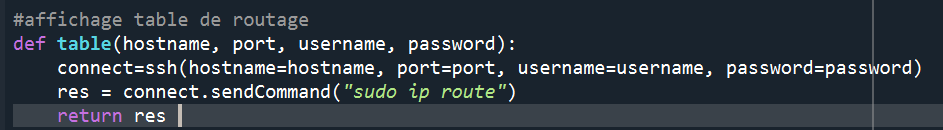 #affichage table de routage
def table(hostname, port, username, password):
    connect=ssh(hostname=hostname, port=port, username=username, password=password)
    res = connect.sendCommand("sudo ip route")
    return res